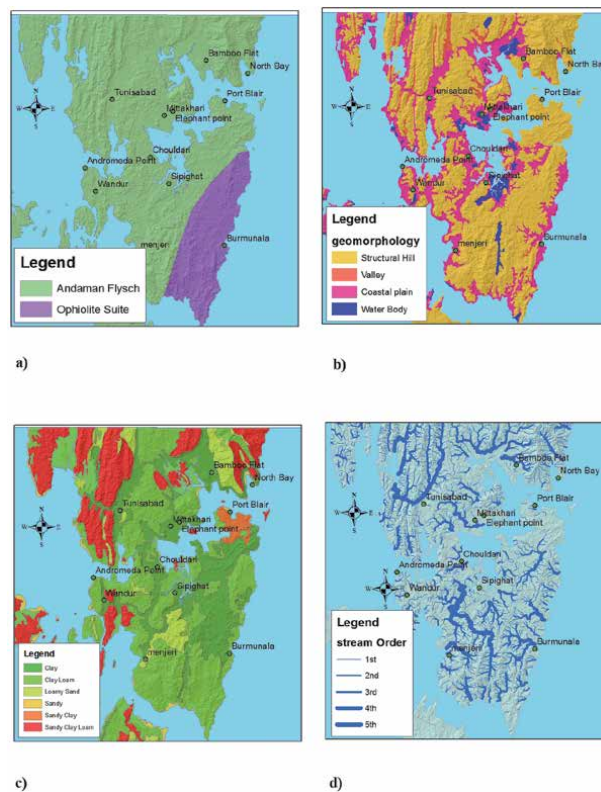 Bamboo Flat
North Bay
Tunisabad
Port Blair
Mittakhari
Elephant point
N
W
E
S
Chouldari
Andromeda Point
Wandur
Sipighat
menjeri
Burmunala
Legend
Andaman Flysch
Ophiolite Suite
a)
Bamboo Flat
North Bay
Tunisabad
Port Blair
Mittakhari
Elephant point
N
W
E
S
Chouldari
Andromeda Point
Sipighat
Wandur
menjeri
Burmunala
Legend
geomorphology
Structural Hill
Valley
Coastal plain
Water Body
b)
Bamboo Flat
North Bay
Tunisabad
Port Blair
Mittakhari
Elephant point
N
W
E
S
Chouldari
Andromeda Point
Sipighat
Wandur
menjeri
Burmunala
Legend
Clay
Clay Loam
Loamy Sand
Sandy
Sandy Clay
Sandy Clay Loam
c)
Bamboo Flat
North Bay
Tunisabad
Port Blair
Mittakhari
Elephant point
N
W
E
S
Chouldari
Andromeda Point
Sipighat
Wandur
menjeri
Burmunala
Legend
stream Order
1st
2nd
3rd
4th
5th
d)